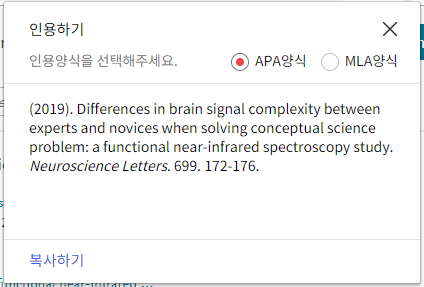 인용하기
인용양식을 선택해주세요.
APA양식
MLA양식
(2019). Differences in brain signal complexity between
experts and novices when solving conceptual science
problem: a functional near-infrared spectroscopy study.
Neuroscience Letters. 699. 172-176.
복사하기
functional near-infrared ...